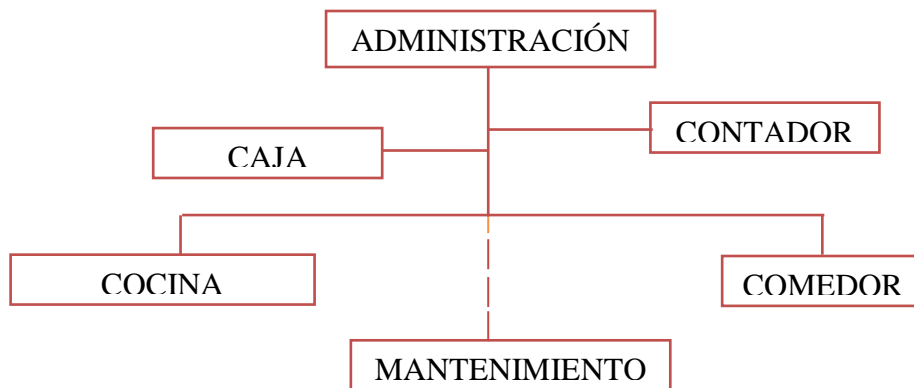 ADMINISTRACIÓN
CONTADOR
CAJA
COCINA
COMEDOR
MANTENIMIENTO